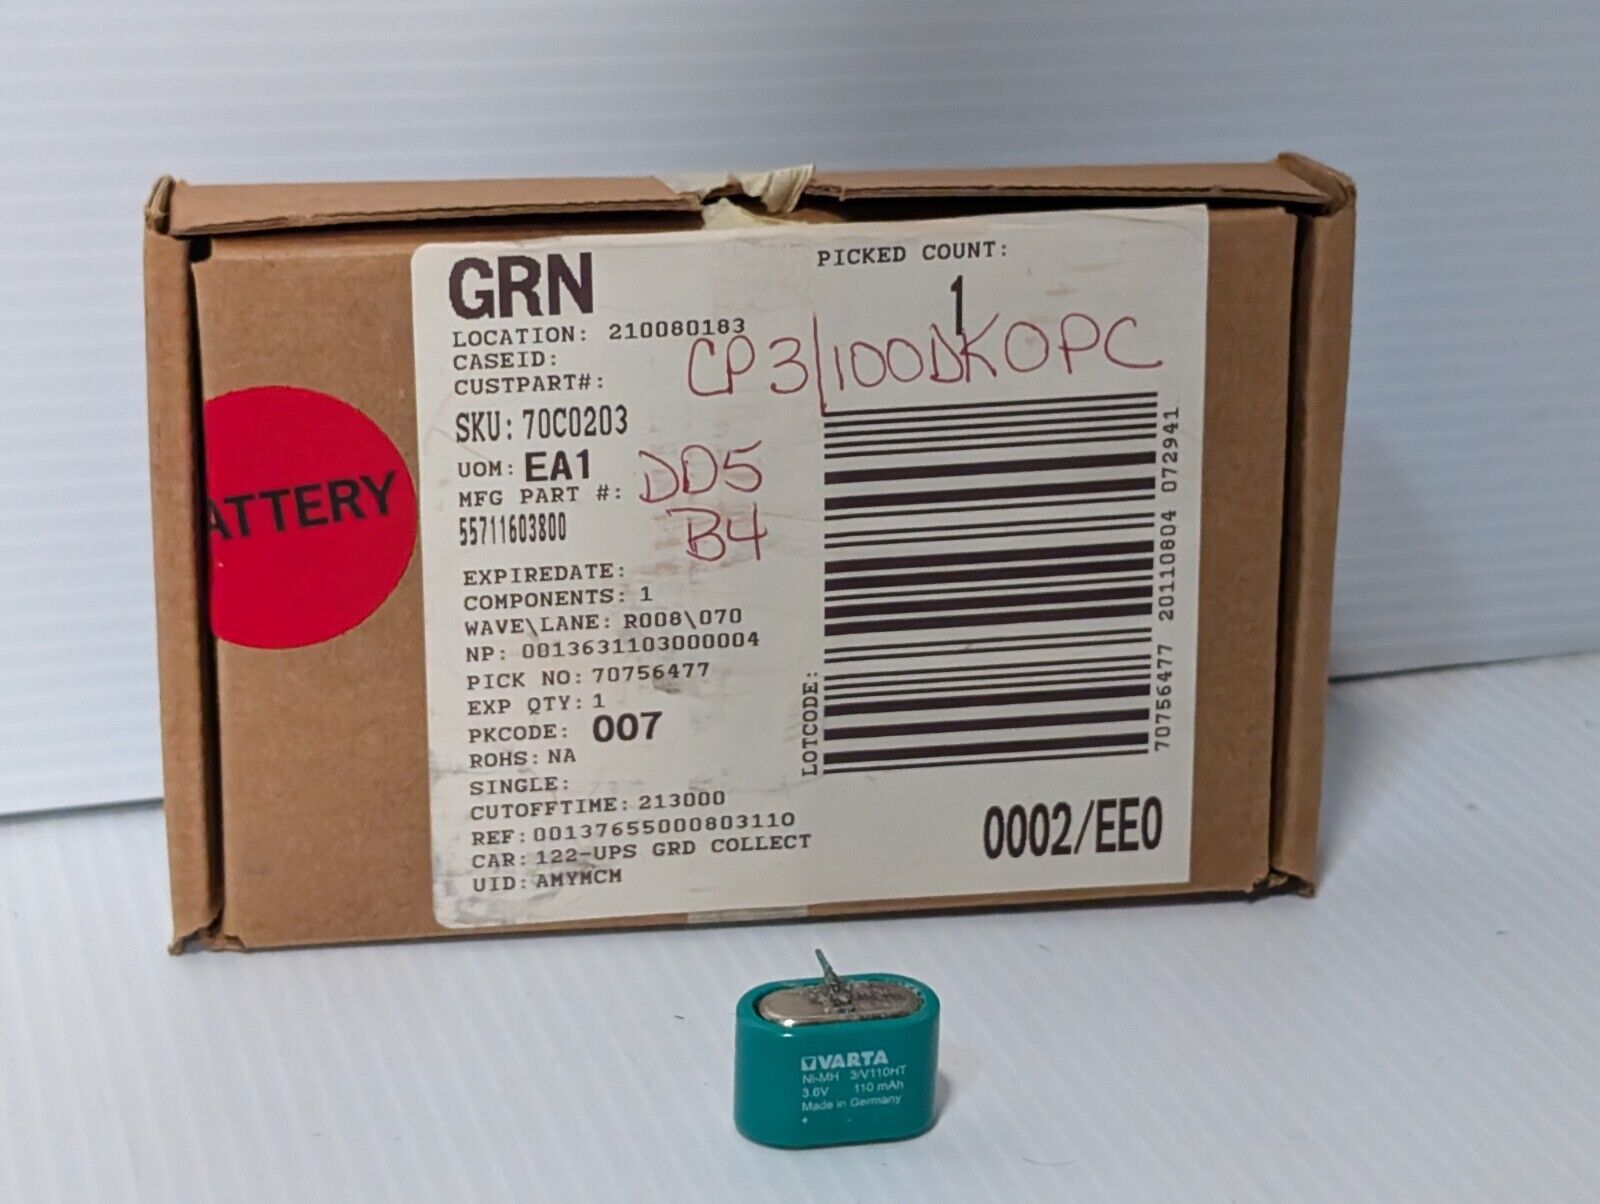 GRN
PICKED COUNT:
1
LOCATION: 210080183
CASEID:
CUSTPART#:
CP3/100DKOPC
SKU: 70C0203
UOM: EA1
MFG PART #:
55711603800
DD5
B4
EXPIREDATE:
COMPONENTS: 1
WAVE\LANE: R008\070
NP: 0013631103000004
PICK NO: 70756477
EXP QTY: 1
PKCODE: 007
ROHS: NA
SINGLE:
CUTOFFTIME: 213000
REF: 0013765500080311O
CAR: 122-UPS GRD COLLECT
UID: AMYMCM
LOTCODE:
70756477 20110804 072941
0002/EE0
ATTERY
VARTA
Ni-MH 3/V110HT
3.6V 110 mAh
Made in Germany
+ -